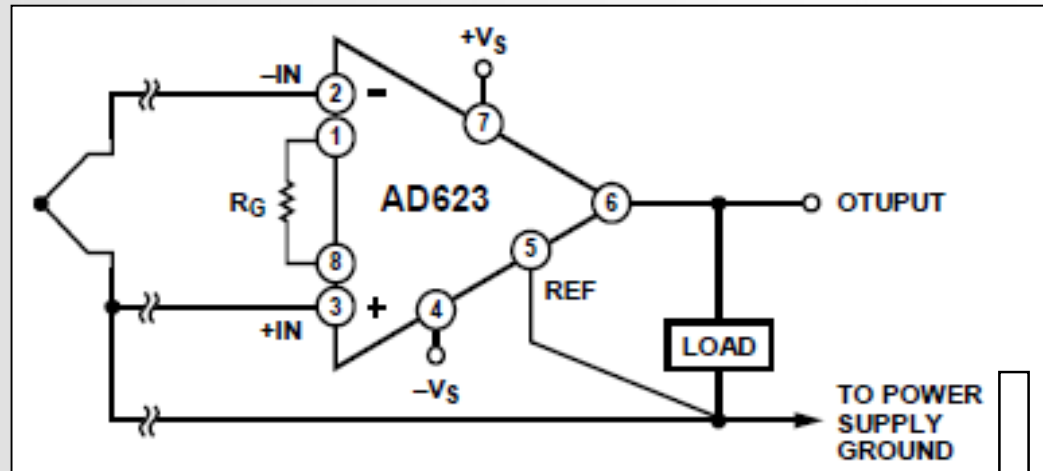 +VS
–IN
2
-
7
1
RG
AD623
6
OTUPUT
8
5
REF
3
+
4
+IN
LOAD
–VS
TO POWER
SUPPLY
GROUND